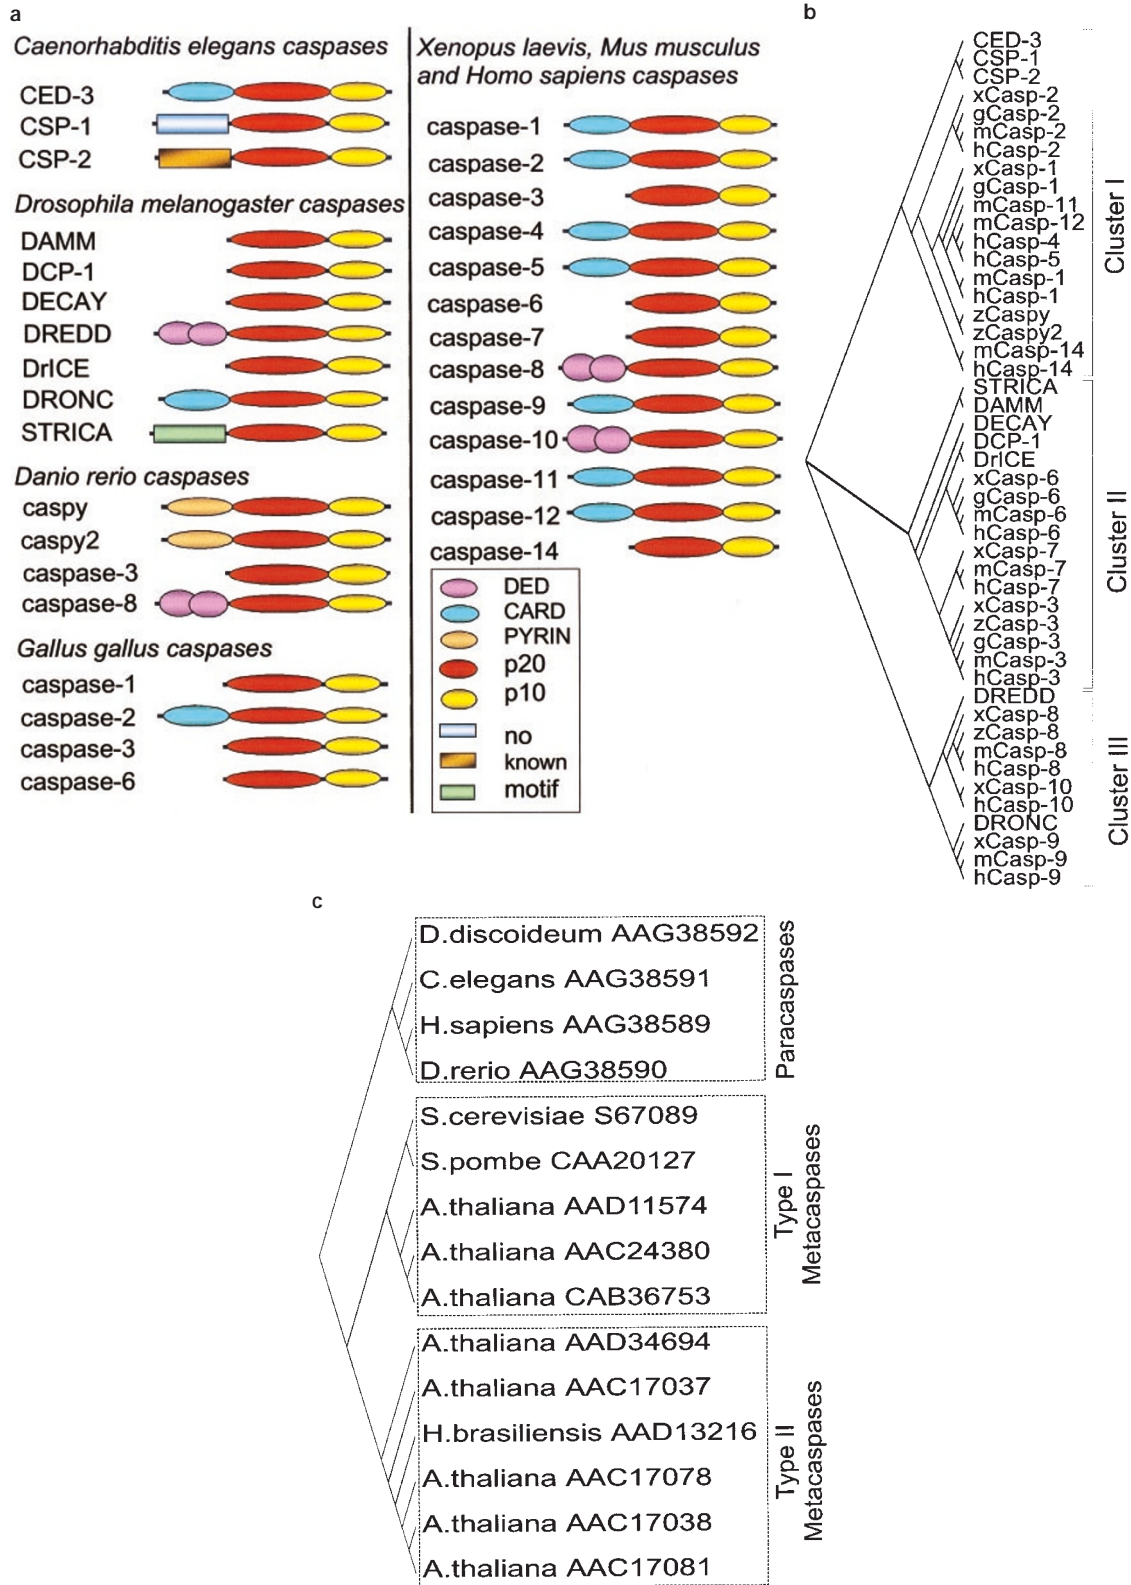 a
Caenorhabditis elegans caspases
CED-3
CSP-1
CSP-2
Drosophila melanogaster caspases
DAMM
DCP-1
DECAY
DREDD
DrICE
DRONC
STRICA
Danio rerio caspases
caspy
caspy2
caspase-3
caspase-8
Gallus gallus caspases
caspase-1
caspase-2
caspase-3
caspase-6
Xenopus laevis, Mus musculus
and Homo sapiens caspases
caspase-1
caspase-2
caspase-3
caspase-4
caspase-5
caspase-6
caspase-7
caspase-8
caspase-9
caspase-10
caspase-11
caspase-12
caspase-14
DED
CARD
PYRIN
p20
p10
no
known
motif
b
CED-3
CSP-1
CSP-2
xCasp-2
gCasp-2
mCasp-2
hCasp-2
xCasp-1
gCasp-1
mCasp-11
mCasp-12
hCasp-4
hCasp-5
mCasp-1
hCasp-1
zCaspy
zCaspy2
mCasp-14
hCasp-14
STRICA
DAMM
DECAY
DCP-1
DrICE
xCasp-6
gCasp-6
mCasp-6
hCasp-6
xCasp-7
mCasp-7
hCasp-7
xCasp-3
zCasp-3
gCasp-3
mCasp-3
hCasp-3
DREDD
xCasp-8
zCasp-8
mCasp-8
hCasp-8
xCasp-10
hCasp-10
DRONC
xCasp-9
mCasp-9
hCasp-9
Cluster I
Cluster II
Cluster III
c
D.discoideum AAG38592
C.elegans AAG38591
H.sapiens AAG38589
D.rerio AAG38590
Paracaspases
S.cerevisiae S67089
S.pombe CAA20127
A.thaliana AAD11574
A.thaliana AAC24380
A.thaliana CAB36753
Type I
Metacaspases
A.thaliana AAD34694
A.thaliana AAC17037
H.brasiliensis AAD13216
A.thaliana AAC17078
A.thaliana AAC17038
A.thaliana AAC17081
Type II
Metacaspases